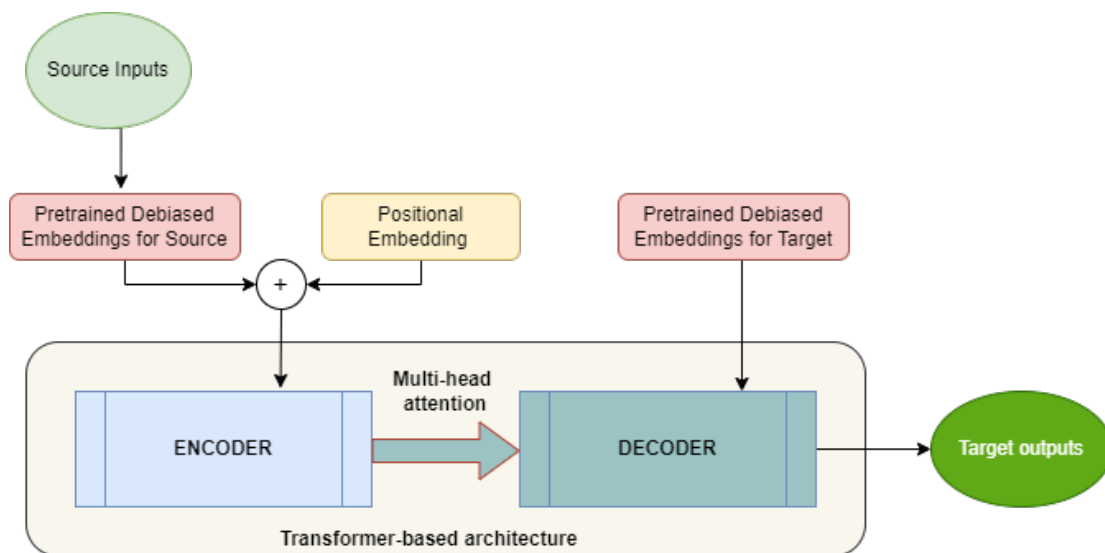 Source Inputs
Pretrained Debiased
Embeddings for Source
Positional
Embedding
Pretrained Debiased
Embeddings for Target
+
Multi-head
attention
ENCODER
DECODER
Target outputs
Transformer-based architecture